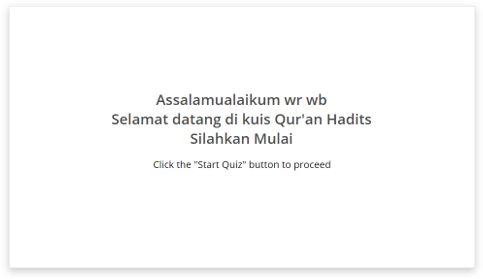 Assalamualaikum wr wb
Selamat datang di kuis Qur'an Hadits
Silahkan Mulai
Click the "Start Quiz" button to proceed